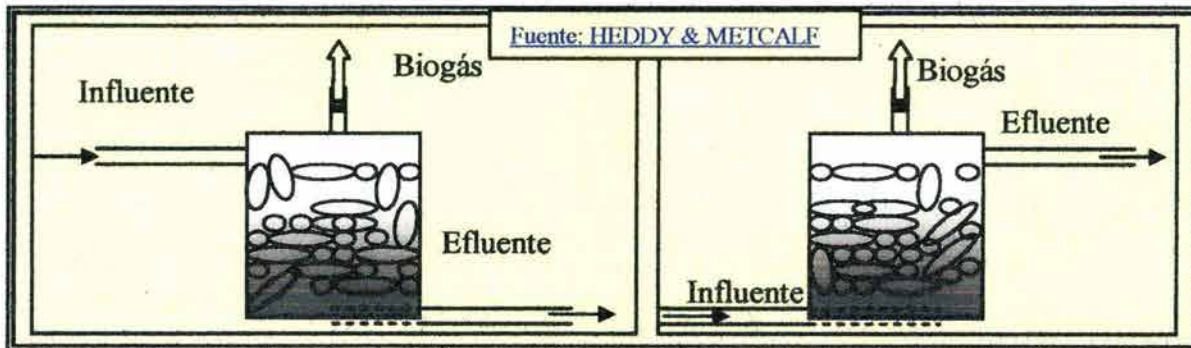 Fuente: HEDDY & METCALF
Biogás
Influente
Efluente
Biogás
Efluente
Influente